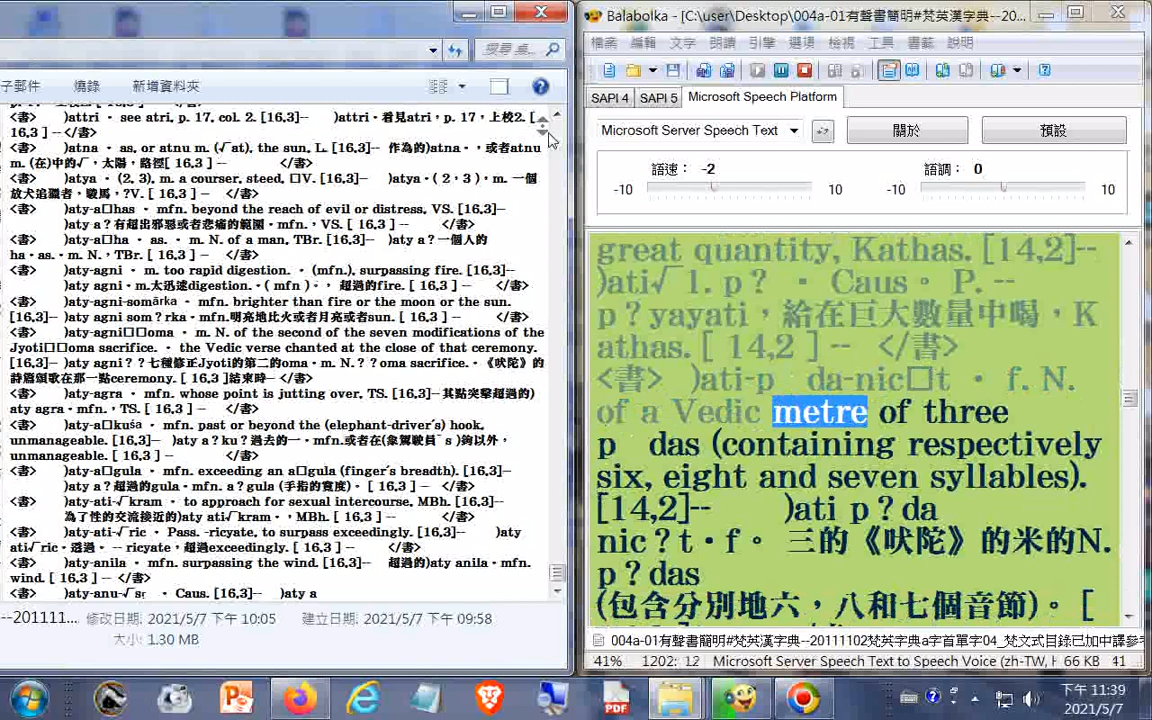 搜尋桌...
子郵件 燒錄 新增資料夾
16.3 ] --</書>
<書> )attri · see atri, p. 17, col. 2. [ )attri·看見atri，p. 17，上校2. [
<書> )atna · as, or atnu m. (√at), the sun, L. [16.3]-- 作為的)atna·，或者atnu
m. (在)中的√，太陽，路徑[ 16.3 ] </書>
<書> )atya · (2, 3), m. a courser, steed, □V. [16.3]-- )atya·( 2，3 )，m. 一個
放犬追獵者，駿馬，?V. [ 16.3 ] </書>
<書> )aty-a□has · mfn. beyond the reach of evil or distress, VS. [16.3]--
)aty a？有超出邪惡或者悲痛的範圍·mfn.，VS. [ 16.3 ] </書>
<書> )aty-a□ha · as. · m. N. of a man, TBr. [16.3]-- )aty a？一個人的
ha·as. · m. N.，TBr. [ 16.3 ] </書>
<書> )aty-agni · m. too rapid digestion. · (mfn.), surpassing fire. [16.3]--
)aty agni·m.太迅速digestion. ·( mfn )·，超過的fire. [ 16.3 ] </書>
<書> )aty-agni-somārka · mfn. brighter than fire or the moon or the sun.
[16.3]-- )aty agni som？rka·mfn.明亮地比火或者月亮或者sun. [ 16.3 ] </書>
<書> )aty-agni□□oma · m. N. of the second of the seven modifications of the
Jyoti□□oma sacrifice. · the Vedic verse chanted at the close of that ceremony.
[16.3]-- )aty agni？？七種修正Jyoti的第二的oma·m. N.？？oma sacrifice.·《吠陀》的
詩篇頌歌在那一點ceremony. [ 16.3 ]結束時-- </書>
<書> )aty-agra · mfn. whose point is jutting over, TS. [16.3]-- 其點突擊超過的)
aty agra·mfn.，TS. [ 16.3 ] </書>
<書> )aty-a□kuśa · mfn. past or beyond the (elephant-driver's) hook,
unmanageable. [16.3]-- )aty a？ku？過去的一·mfn.或者在(象駕駛員`s )鉤以外，
unmanageable. [ 16.3 ] </書>
<書> )aty-a□gula · mfn. exceeding an a□gula (finger's breadth). [16.3]--
)aty a？超過的gula·mfn. a？gula (手指的寬度)。[ 16.3 ] </書>
<書> )aty-ati-√kram · to approach for sexual intercourse, MBh. [16.3]--
為了性的交流接近的)aty ati√kram·，MBh. [ 16.3 ] </書>
<書> )aty-ati-√ric · Pass. -ricyate, to surpass exceedingly. [16.3]-- )aty
ati√ric·透過·-- ricyate，超過exceedingly. [ 16.3 ] </書>
<書> )aty-anila · mfn. surpassing the wind. [16.3]-- 超過的)aty anila·mfn.
wind. [ 16.3 ] </書>
<書> )aty-anu-√sṛ · Caus. [16.3]-- )aty a
--201111... 修改日期: 2021/5/7 下午 10:05 建立日期: 2021/5/7 下午 09:58
大小: 1.30 MB
Balabolka - [C:\user\Desktop\004a-01有聲書簡明#梵英漢字典--20...
檔案 編輯 文字 朗讀 引擎 選項 檢視 工具 書籤 說明
SAPI 4 SAPI 5 Microsoft Speech Platform
Microsoft Server Speech Text 關於 預設
語速: -2 語調: 0
-10 10 -10 10
great quantity, Kathas. [14,2]--
)ati√ 1. p？ · Caus。 P. --
p？yayati，給在巨大數量中喝，K
athas. [ 14,2 ] -- </書>
<書> )ati-p da-nic□t · f. N.
of a Vedic metre of three
p das (containing respectively
six, eight and seven syllables).
[14,2]-- )ati p？da
nic？t·f。 三的《吠陀》的米的N.
p？das
(包含分別地六，八和七個音節)。[
004a-01有聲書簡明#梵英漢字典--20111102梵英字典a字首單字04_梵文式目錄已加中譯參考
41% 1202: 12 Microsoft Server Speech Text to Speech Voice (zh-TW, H 66 KB 41
下午 11:39
2021/5/7